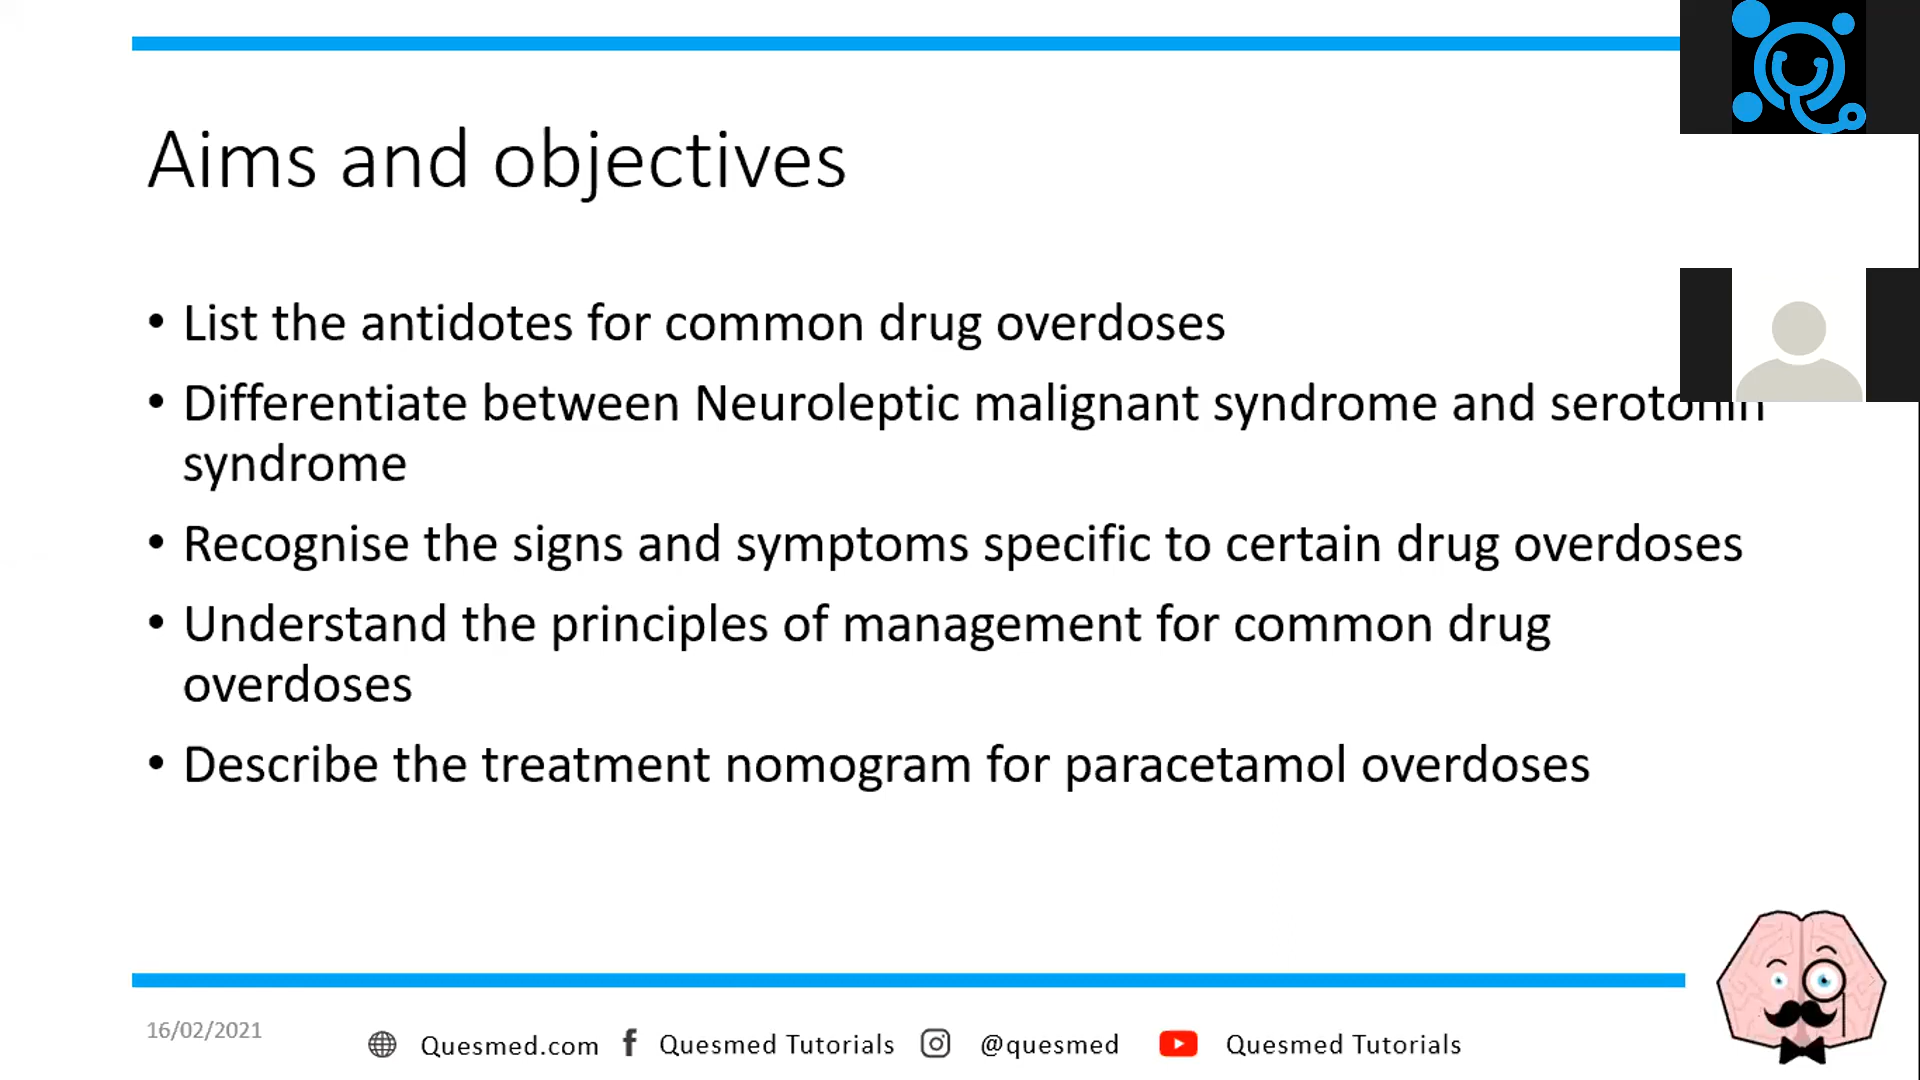 Aims and objectives
• List the antidotes for common drug overdoses
• Differentiate between Neuroleptic malignant syndrome and serotonin
syndrome
• Recognise the signs and symptoms specific to certain drug overdoses
• Understand the principles of management for common drug
overdoses
• Describe the treatment nomogram for paracetamol overdoses
16/02/2021
Quesmed.com
Quesmed Tutorials
@quesmed
Quesmed Tutorials